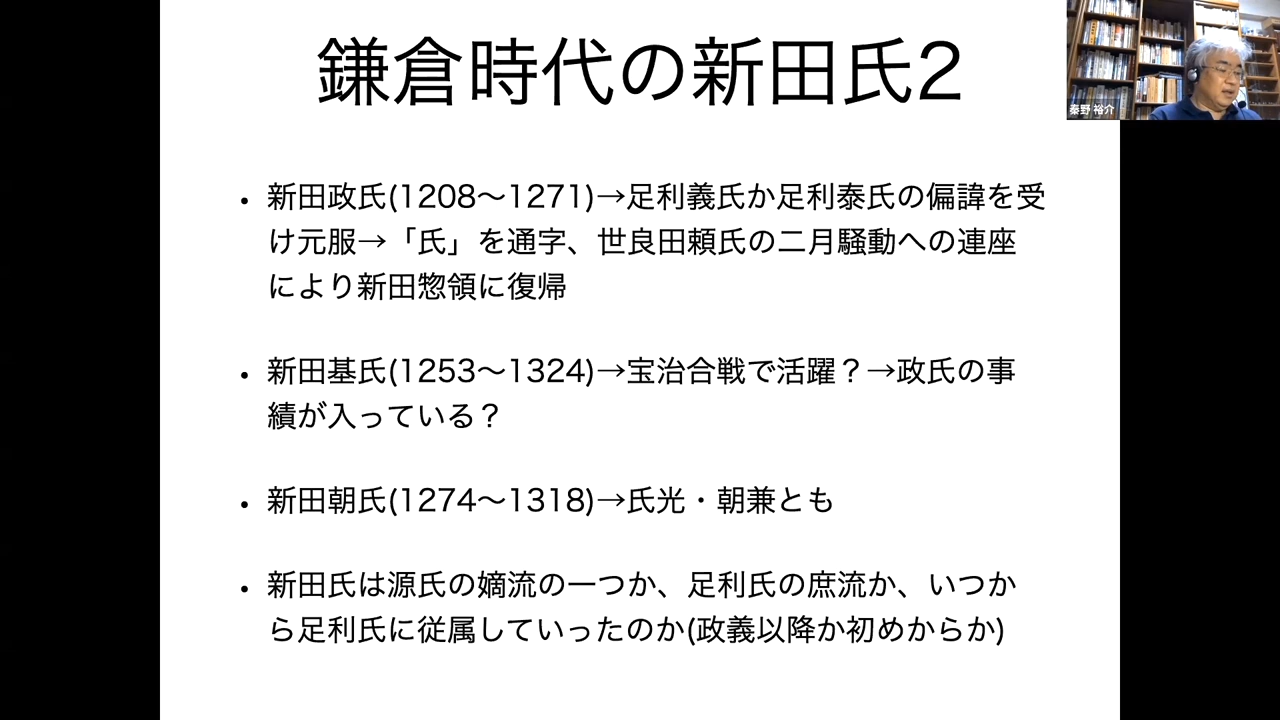 鎌倉時代の新田氏2
秦野 裕介
• 新田政氏(1208〜1271)→足利義氏か足利泰氏の偏諱を受
け元服→「氏」を通字、世良田頼氏の二月騒動への連座
により新田惣領に復帰
• 新田基氏(1253〜1324)→宝治合戦で活躍？→政氏の事
績が入っている？
• 新田朝氏(1274〜1318)→氏光・朝兼とも
• 新田氏は源氏の嫡流の一つか、足利氏の庶流か、いつか
ら足利氏に従属していったのか(政義以降か初めからか)